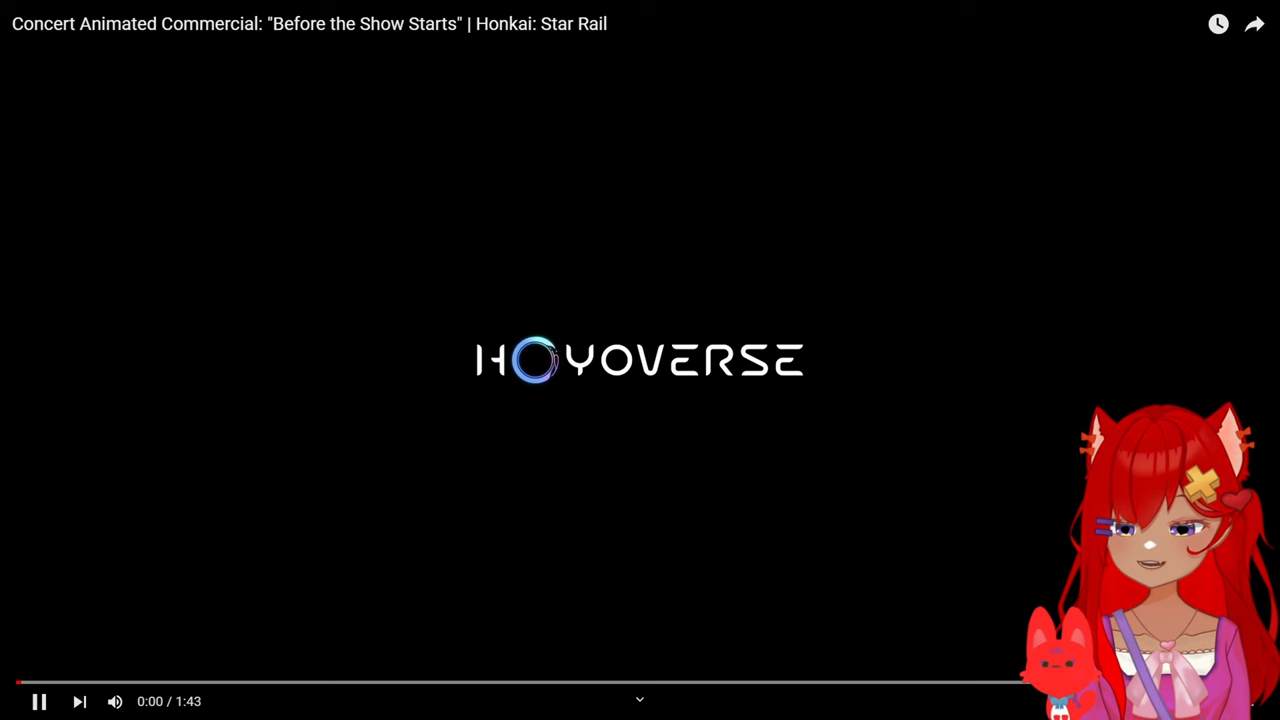 Concert Animated Commercial: "Before the Show Starts" | Honkai: Star Rail
HOYOVERSE
0:00 / 1:43